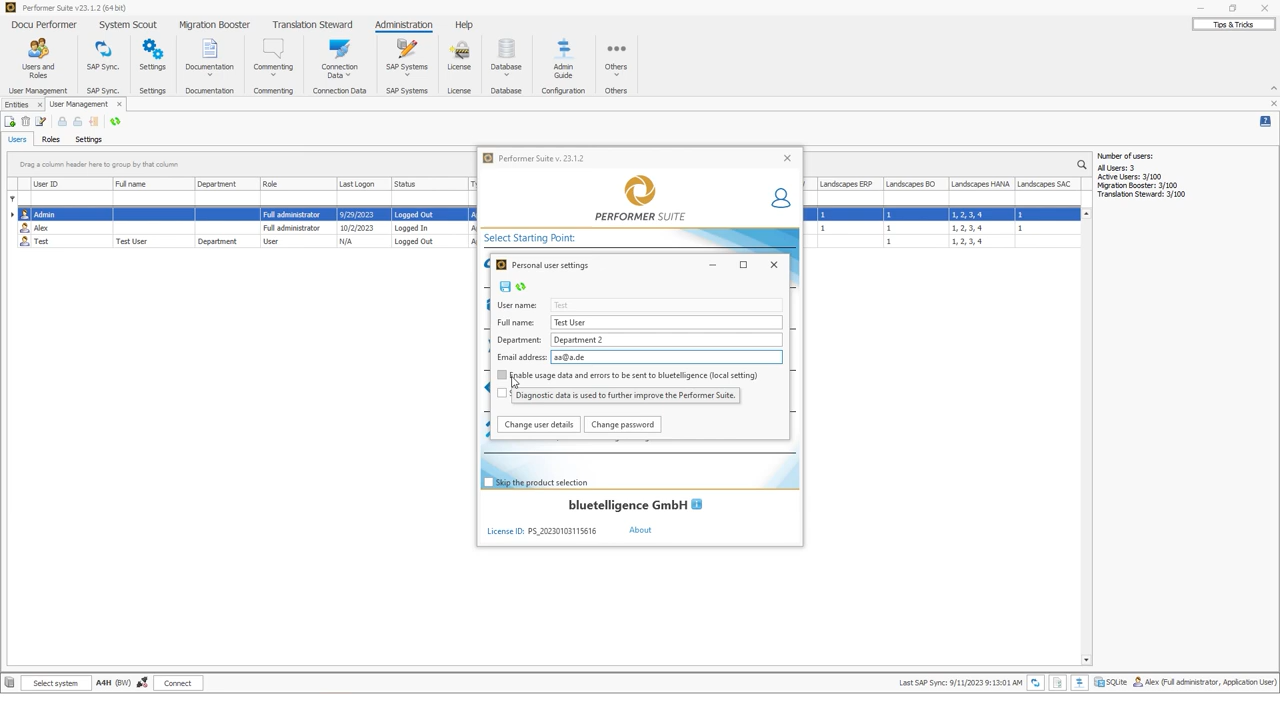 Performer Suite v23.1.2 (64 bit)
Docu Performer System Scout Migration Booster Translation Steward Administration Help Tips & Tricks
Users and Roles SAP Sync. Settings Documentation Commenting Connection Data SAP Systems License Database Admin Guide Others
User Management SAP Sync. Settings Documentation Commenting Connection Data SAP Systems License Database Configuration Others
Entities User Management
Users Roles Settings
Drag a column header here to group by that column
User ID Full name Department Role Last Logon Status Landscapes ERP Landscapes BO Landscapes HANA Landscapes SAC
Admin Full administrator 9/29/2023 Logged Out 1 1 1, 2, 3, 4 1
Alex Full administrator 10/2/2023 Logged In 1 1 1, 2, 3, 4 1
Test Test User Department User N/A Logged Out 1 1, 2, 3, 4
Number of users:
All Users: 3
Active Users: 3/100
Migration Booster: 3/100
Translation Steward: 3/100
Performer Suite v. 23.1.2
PERFORMER SUITE
Select Starting Point:
Personal user settings
User name: Test
Full name: Test User
Department: Department 2
Email address: aa@a.de
Enable usage data and errors to be sent to bluetelligence (local setting)
Diagnostic data is used to further improve the Performer Suite.
Change user details Change password
Skip the product selection
bluetelligence GmbH
License ID: PS_20230103115616 About
Select system A4H (BW) Connect Last SAP Sync: 9/11/2023 9:13:01 AM SQLite Alex (Full administrator, Application User)